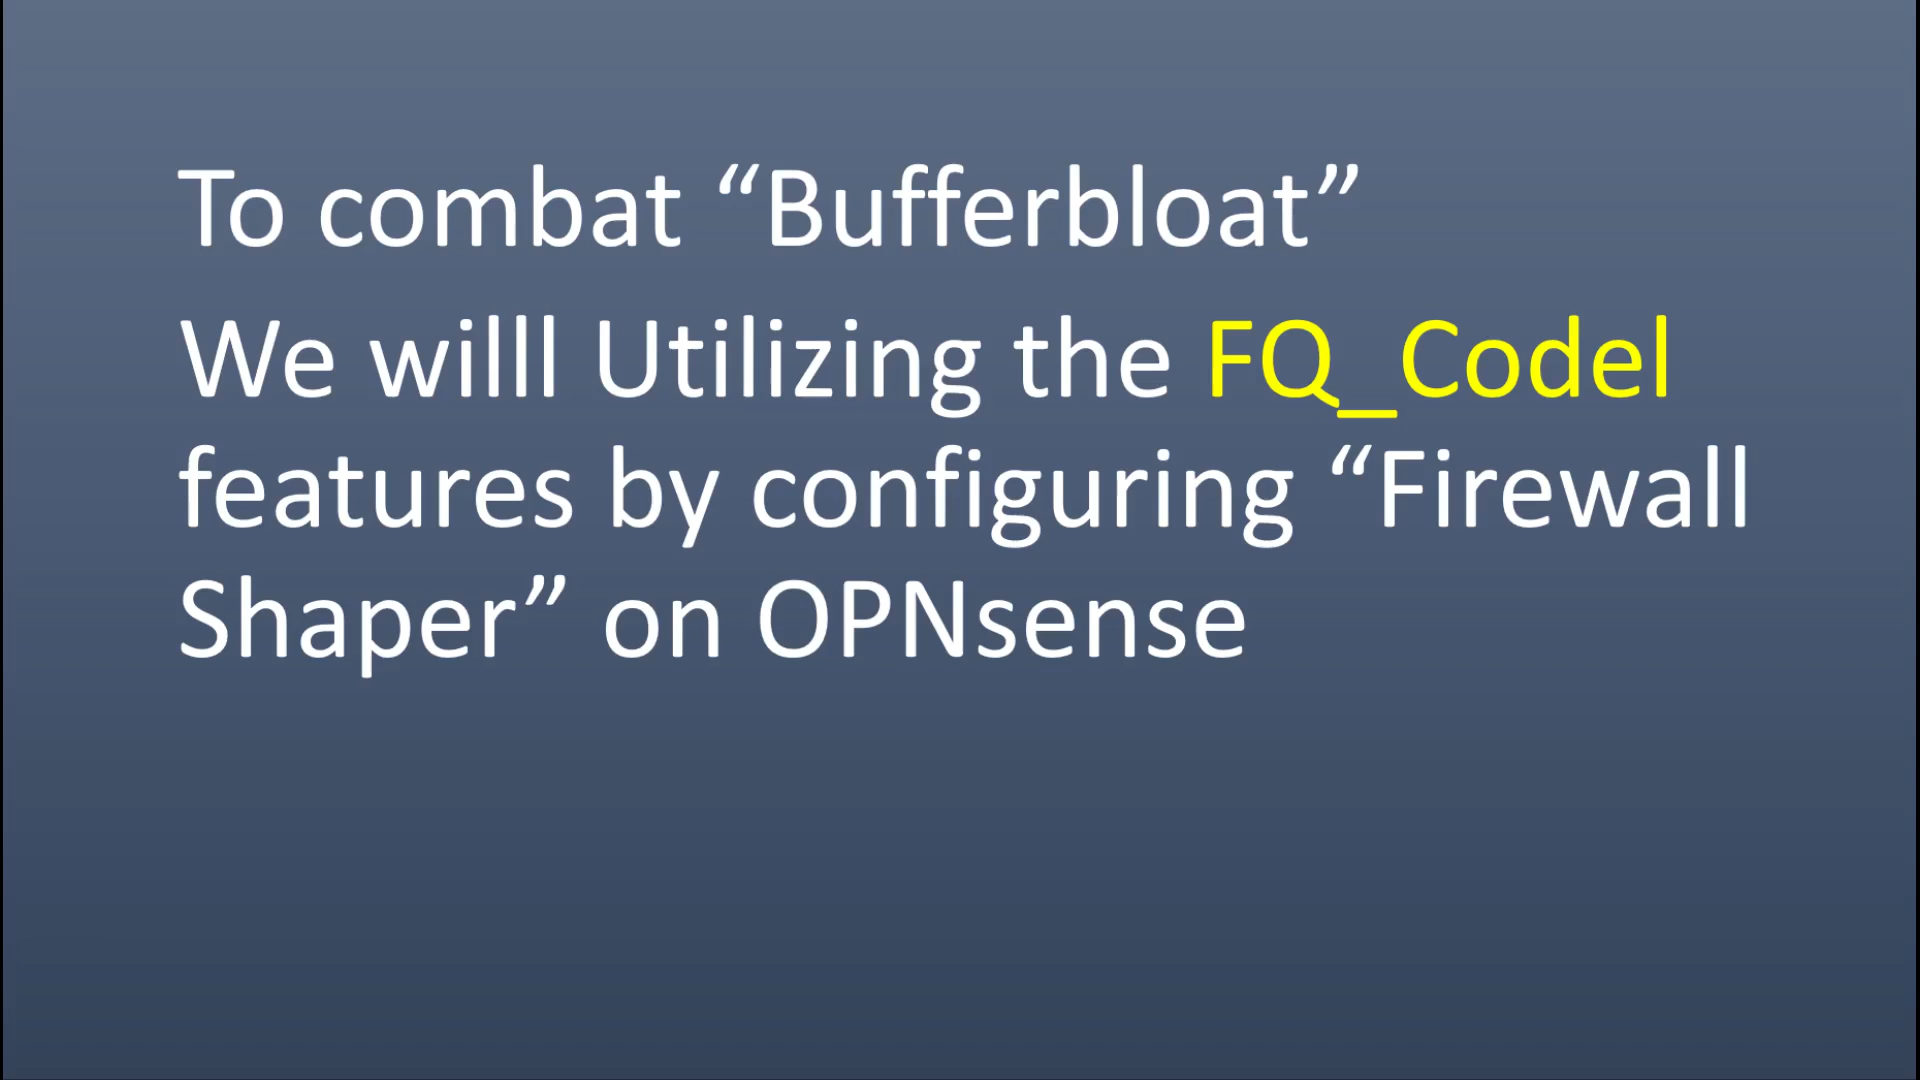 To combat “Bufferbloat”
We willl Utilizing the FQ_Codel
features by configuring “Firewall
Shaper” on OPNsense